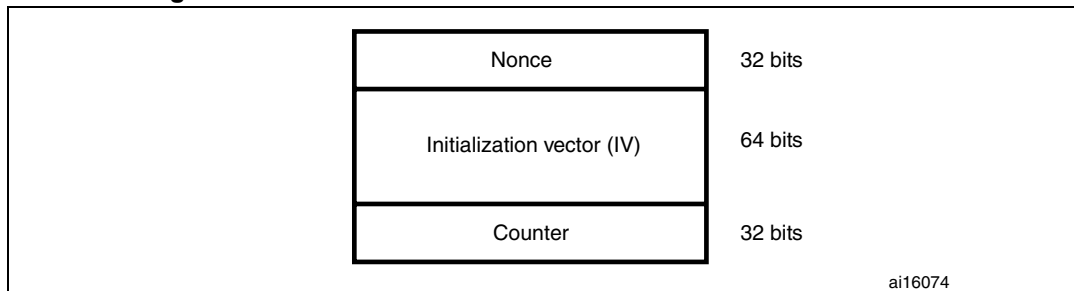 Nonce 32 bits
Initialization vector (IV) 64 bits
Counter 32 bits
ai16074